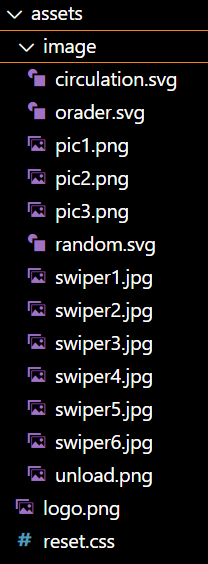 assets
image
circulation.svg
orader.svg
pic1.png
pic2.png
pic3.png
random.svg
swiper1.jpg
swiper2.jpg
swiper3.jpg
swiper4.jpg
swiper5.jpg
swiper6.jpg
unload.png
logo.png
# reset.css